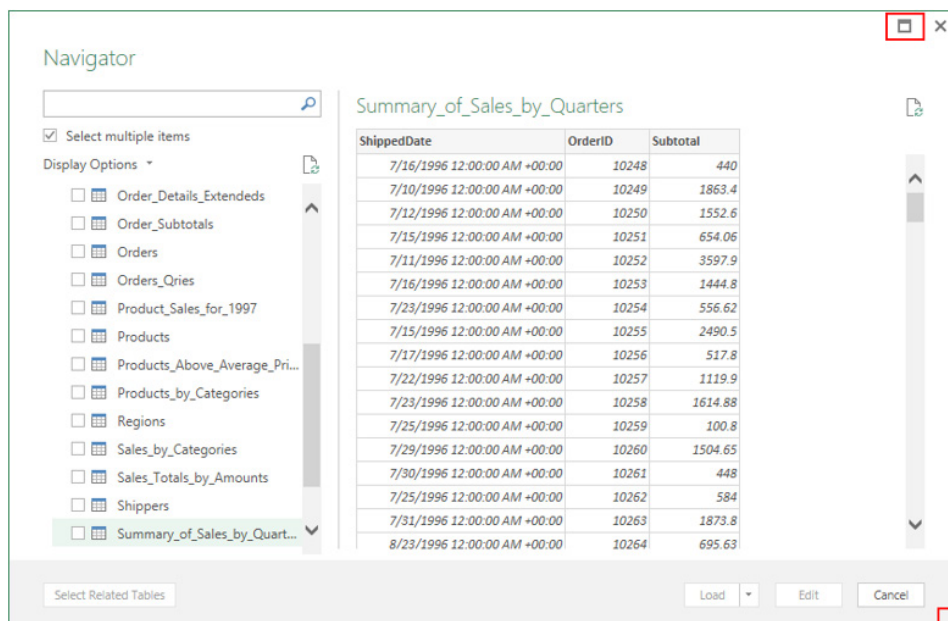 Navigator
Select multiple items
Display Options
Order_Details_Extendeds
Order_Subtotals
Orders
Orders_Qries
Product_Sales_for_1997
Products
Products_Above_Average_Pri...
Products_by_Categories
Regions
Sales_by_Categories
Sales_Totals_by_Amounts
Shippers
Summary_of_Sales_by_Quart...
Summary_of_Sales_by_Quarters
ShippedDate OrderID Subtotal
7/16/1996 12:00:00 AM +00:00 10248 440
7/10/1996 12:00:00 AM +00:00 10249 1863.4
7/12/1996 12:00:00 AM +00:00 10250 1552.6
7/15/1996 12:00:00 AM +00:00 10251 654.06
7/11/1996 12:00:00 AM +00:00 10252 3597.9
7/16/1996 12:00:00 AM +00:00 10253 1444.8
7/23/1996 12:00:00 AM +00:00 10254 556.62
7/15/1996 12:00:00 AM +00:00 10255 2490.5
7/17/1996 12:00:00 AM +00:00 10256 517.8
7/22/1996 12:00:00 AM +00:00 10257 1119.9
7/23/1996 12:00:00 AM +00:00 10258 1614.88
7/25/1996 12:00:00 AM +00:00 10259 100.8
7/29/1996 12:00:00 AM +00:00 10260 1504.65
7/30/1996 12:00:00 AM +00:00 10261 448
7/25/1996 12:00:00 AM +00:00 10262 584
7/31/1996 12:00:00 AM +00:00 10263 1873.8
8/23/1996 12:00:00 AM +00:00 10264 695.63
Select Related Tables
Load
Edit
Cancel